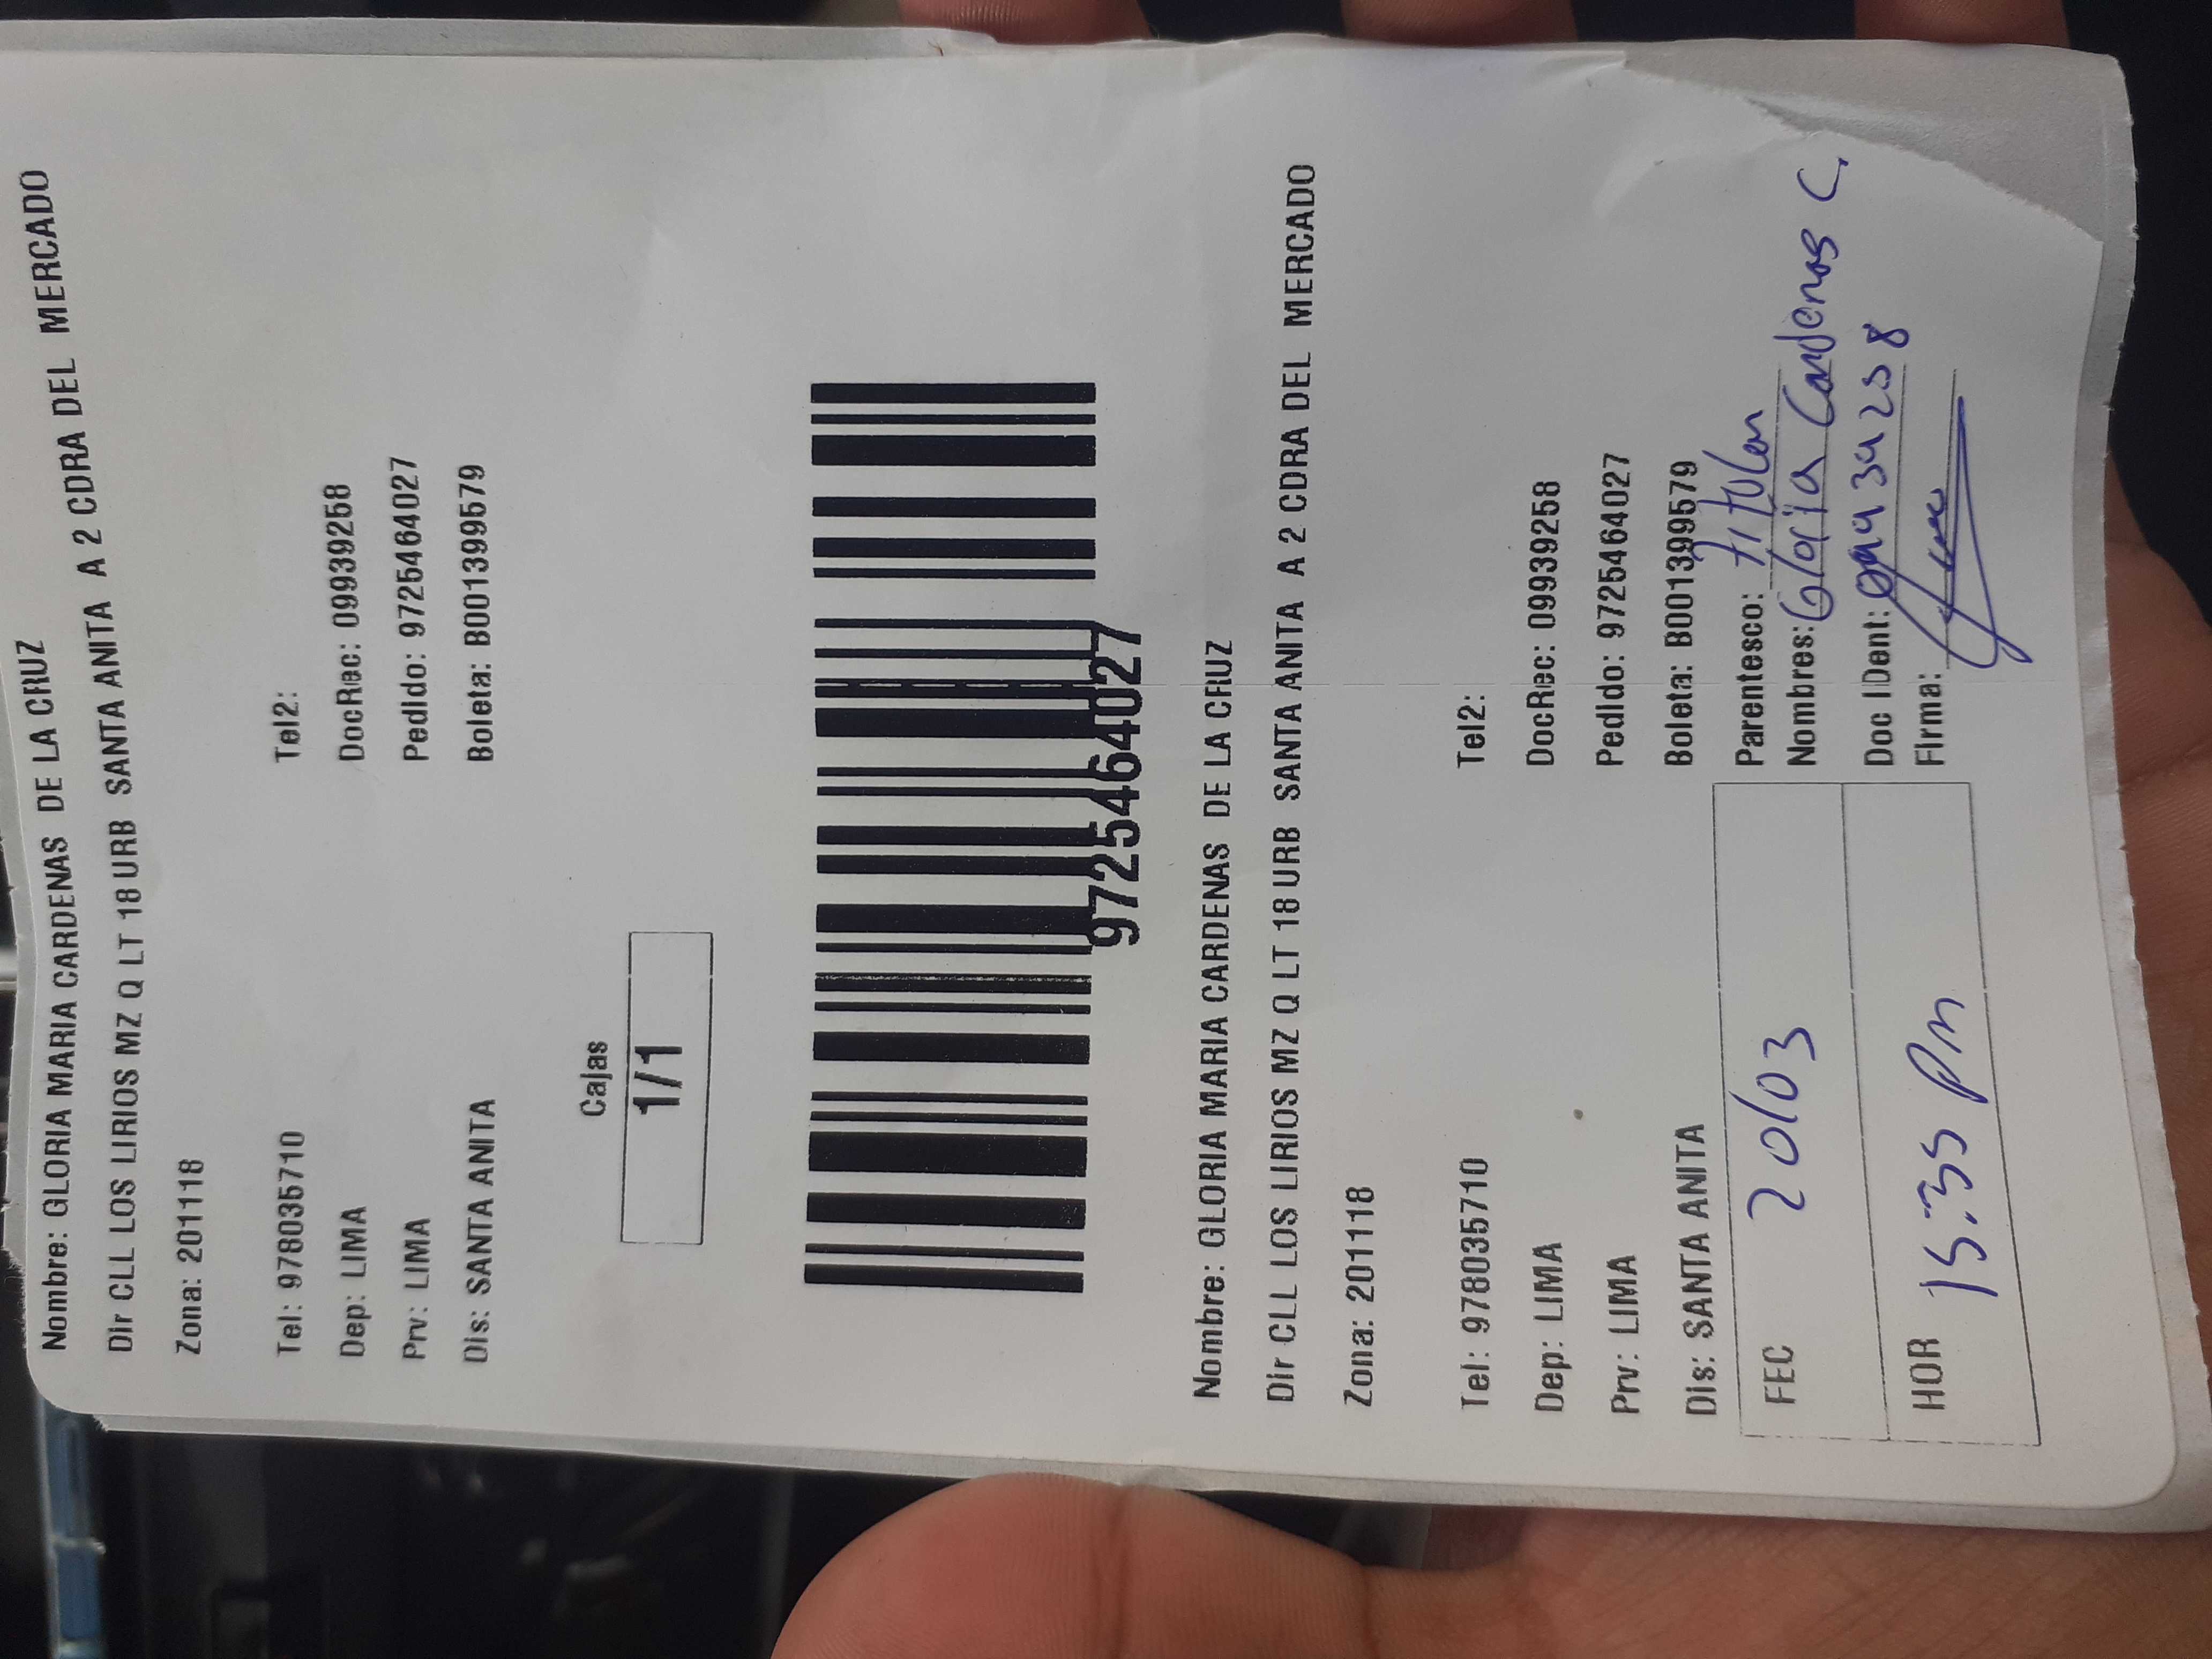 Nombre: GLORIA MARIA CARDENAS DE LA CRUZ
Dir CLL LOS LIRIOS MZ Q LT 18 URB SANTA ANITA A 2 CDRA DEL MERCADO
Zona: 201118
Tel: 978035710 Tel2:
Dep: LIMA DocRec: 09939258
Prv: LIMA Pedido: 9725464027
Dis: SANTA ANITA Boleta: B001399579
Cajas
1/1
9725464027
Nombre: GLORIA MARIA CARDENAS DE LA CRUZ
Dir CLL LOS LIRIOS MZ Q LT 18 URB SANTA ANITA A 2 CDRA DEL MERCADO
Zona: 201118
Tel: 978035710 Tel2:
Dep: LIMA DocRec: 09939258
Prv: LIMA Pedido: 9725464027
Dis: SANTA ANITA Boleta: B001399579
FEC 20/03 Parentesco: titular
Nombres: Gloria Cardenas C.
HOR 15:35 Pm Doc IDent: 09939258
Firma: